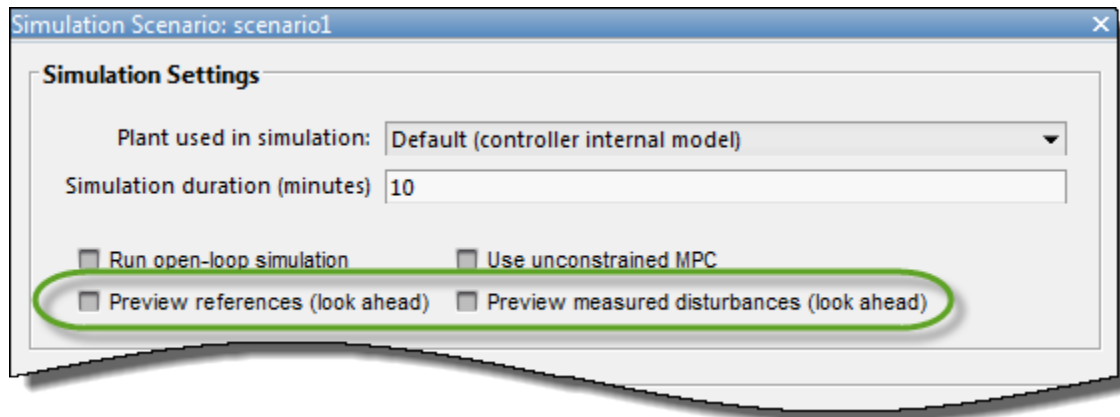 Simulation Scenario: scenario1
Simulation Settings
Plant used in simulation: Default (controller internal model)
Simulation duration (minutes) 10
Run open-loop simulation Use unconstrained MPC
Preview references (look ahead) Preview measured disturbances (look ahead)